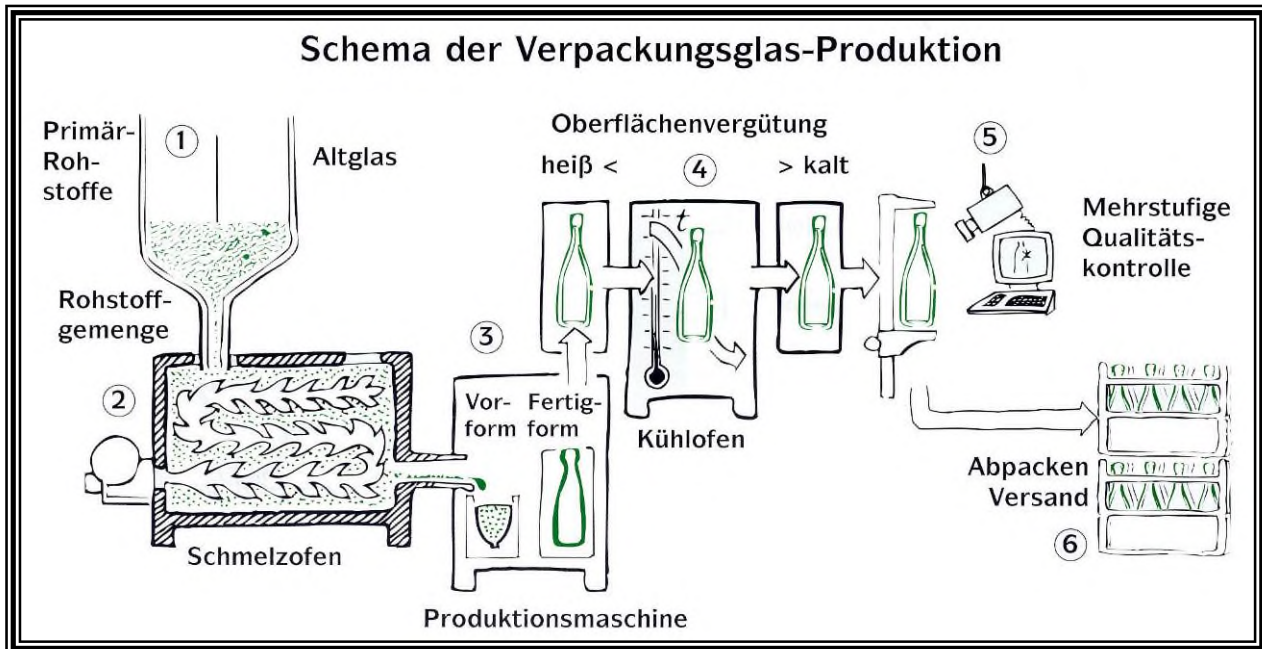 Schema der Verpackungsglas-Produktion
1
Primär-
Roh-
stoffe
Altglas
Rohstoff-
gemenge
2
Schmelzofen
3
Vor-
form
Fertig-
form
Produktionsmaschine
Oberflächenvergütung
heiß <
4
> kalt
t
Kühlofen
5
Mehrstufige
Qualitäts-
kontrolle
Abpacken
Versand
6